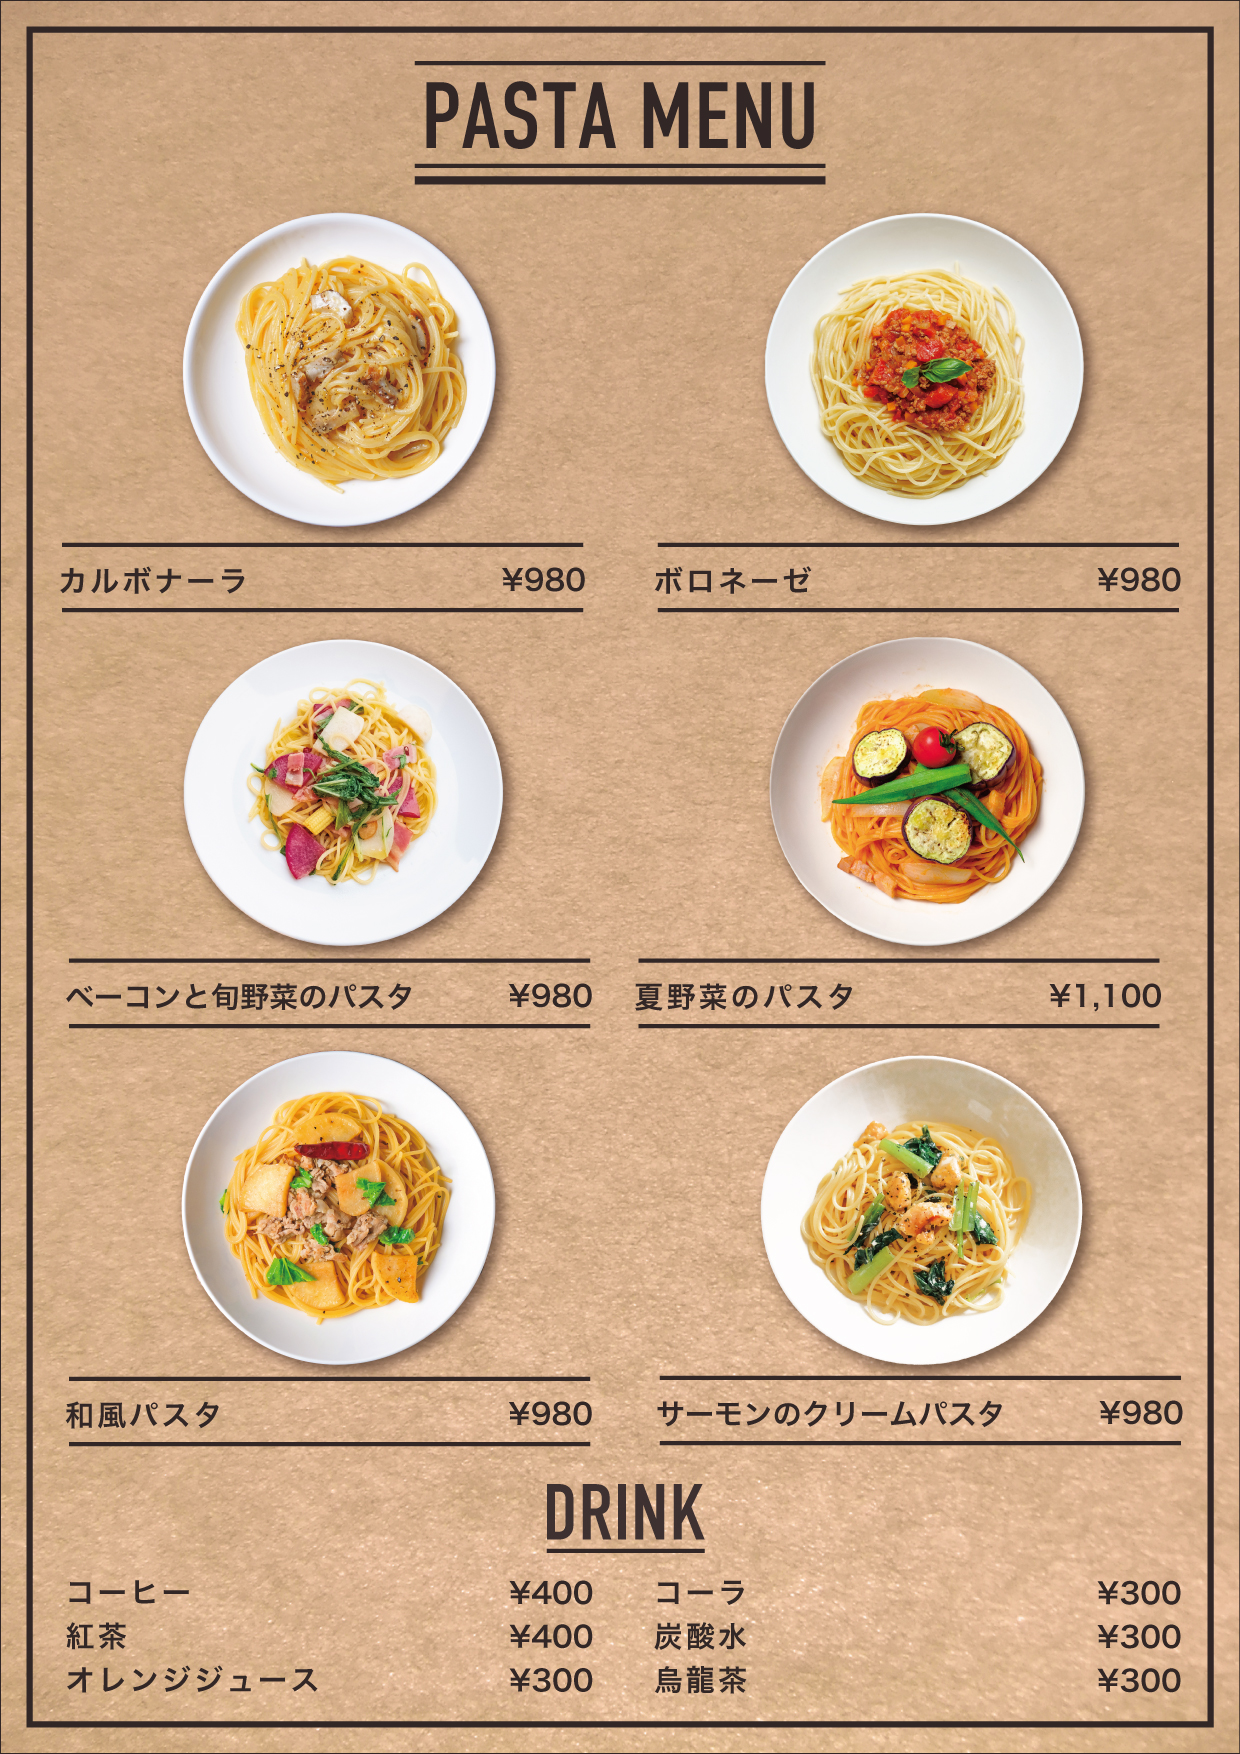 PASTA MENU
カルボナーラ ¥980
ボロネーゼ ¥980
ベーコンと旬野菜のパスタ ¥980
夏野菜のパスタ ¥1,100
和風パスタ ¥980
サーモンのクリームパスタ ¥980
DRINK
コーヒー ¥400
コーラ ¥300
紅茶 ¥400
炭酸水 ¥300
オレンジジュース ¥300
烏龍茶 ¥300